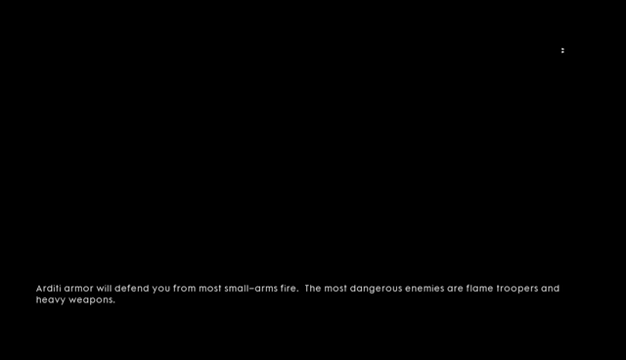 Arditi armor will defend you from most small-arms fire. The most dangerous enemies are flame troopers and
heavy weapons.